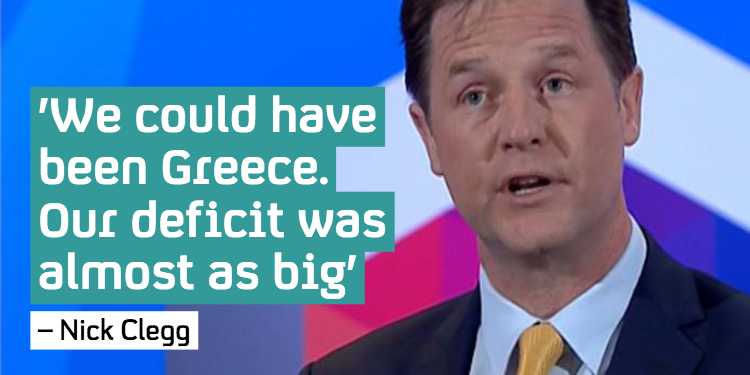 'We could have
been Greece.
Our deficit was
almost as big'
– Nick Clegg